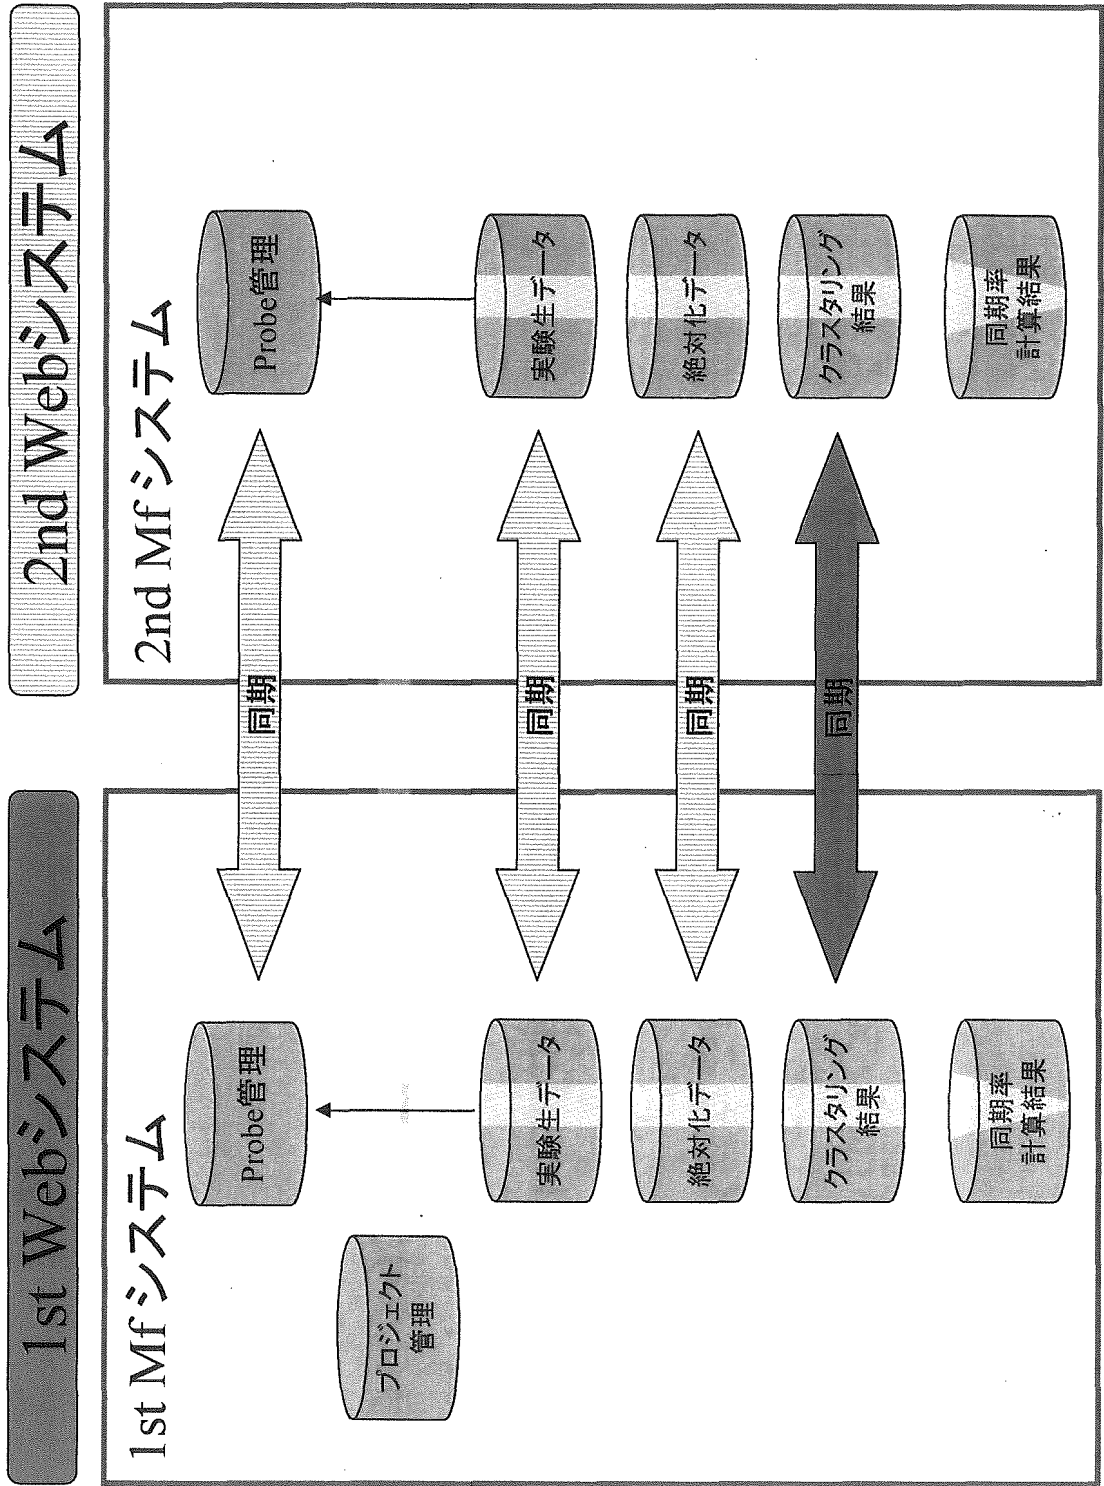 1st Webシステム
2nd Webシステム
1st Mfシステム
2nd Mfシステム
Probe管理
同期
Probe管理
プロジェクト
管理
実験生データ
同期
実験生データ
絶対化データ
同期
絶対化データ
クラスタリング
結果
同期
クラスタリング
結果
同期率
計算結果
同期率
計算結果